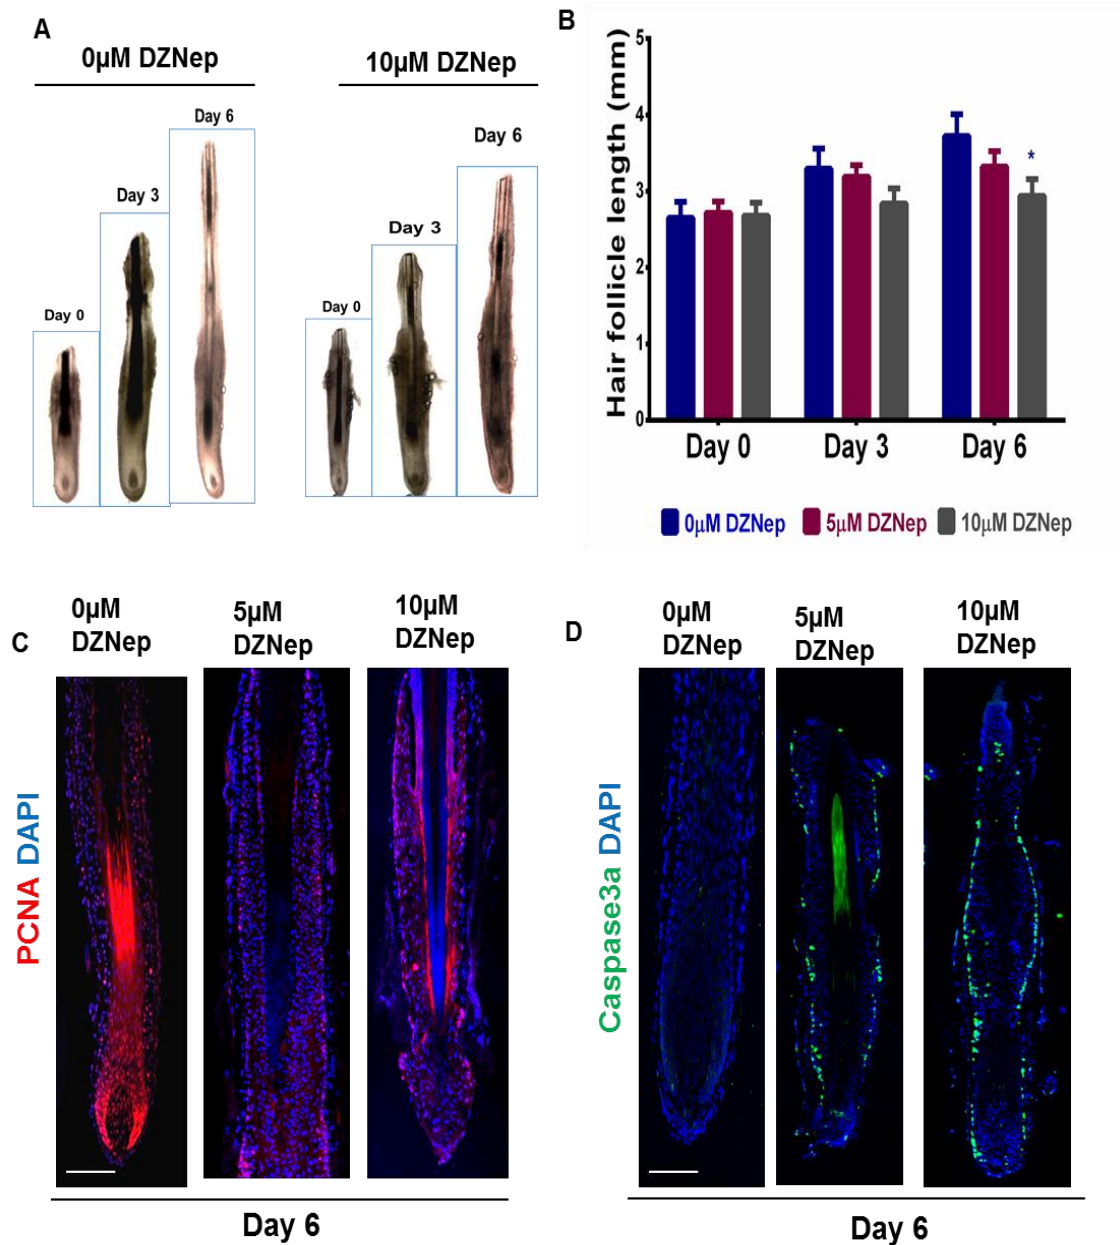 A
0µM DZNep
10µM DZNep
Day 0
Day 3
Day 6
Day 0
Day 3
Day 6
B
Hair follicle length (mm)
5
4
3
2
1
0
*
Day 0
Day 3
Day 6
0µM DZNep
5µM DZNep
10µM DZNep
C
0µM
DZNep
5µM
DZNep
10µM
DZNep
PCNA DAPI
Day 6
D
0µM
DZNep
5µM
DZNep
10µM
DZNep
Caspase3a DAPI
Day 6